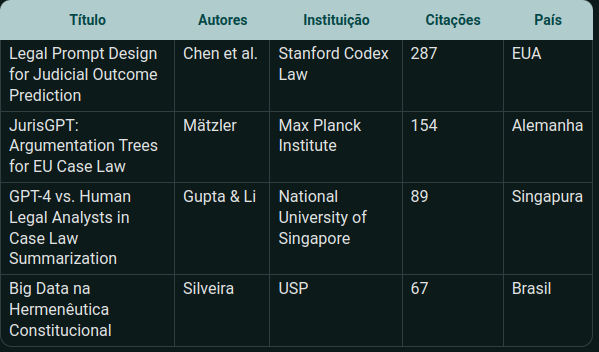 Título Autores Instituição Citações País
Legal Prompt Design Chen et al. Stanford Codex 287 EUA
for Judicial Outcome Law
Prediction
JurisGPT: Mätzler Max Planck 154 Alemanha
Argumentation Trees Institute
for EU Case Law
GPT-4 vs. Human Gupta & Li National 89 Singapura
Legal Analysts in University of
Case Law Singapore
Summarization
Big Data na Silveira USP 67 Brasil
Hermenêutica
Constitucional